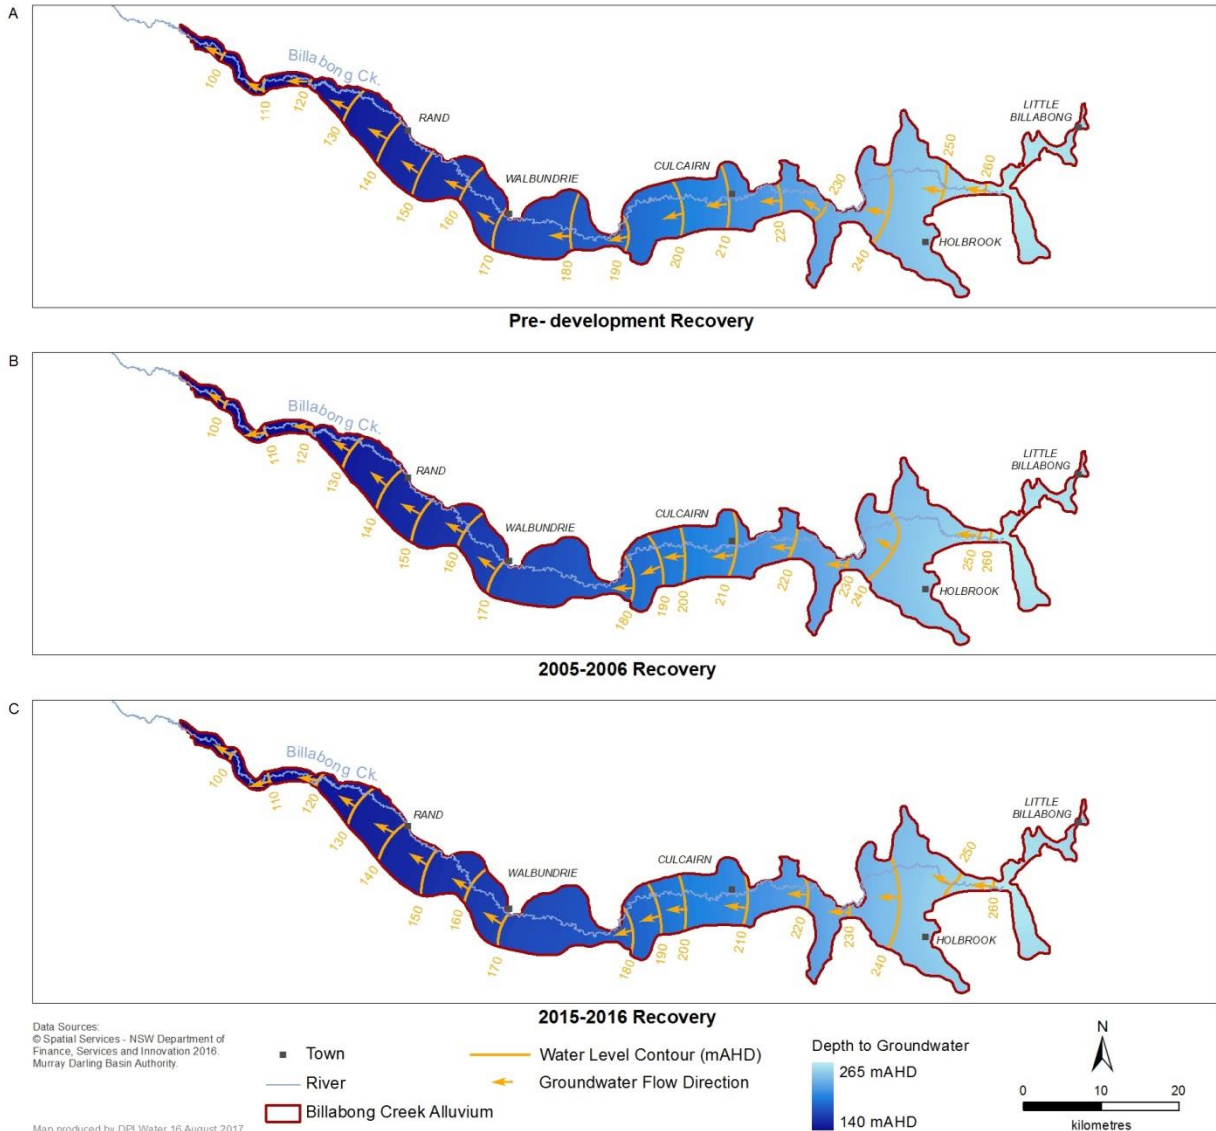 A
Billabong Ck.
100
110
120
130
140
150
160
170
180
190
200
210
220
230
240
250
260
RAND
WALBUNDRIE
CULCAIRN
HOLBROOK
LITTLE
BILLABONG
Pre- development Recovery
B
Billabong Ck.
100
110
120
130
140
150
160
170
180
190
200
210
220
230
240
250
260
RAND
WALBUNDRIE
CULCAIRN
HOLBROOK
LITTLE
BILLABONG
2005-2006 Recovery
C
Billabong Ck.
100
110
120
130
140
150
160
170
180
190
200
210
220
230
240
250
260
RAND
WALBUNDRIE
CULCAIRN
HOLBROOK
LITTLE
BILLABONG
2015-2016 Recovery
Data Sources:
© Spatial Services - NSW Department of
Finance, Services and Innovation 2016.
Murray Darling Basin Authority.
Map produced by DPI Water 16 August 2017
Town
River
Billabong Creek Alluvium
Water Level Contour (mAHD)
Groundwater Flow Direction
Depth to Groundwater
265 mAHD
140 mAHD
N
0 10 20
kilometres